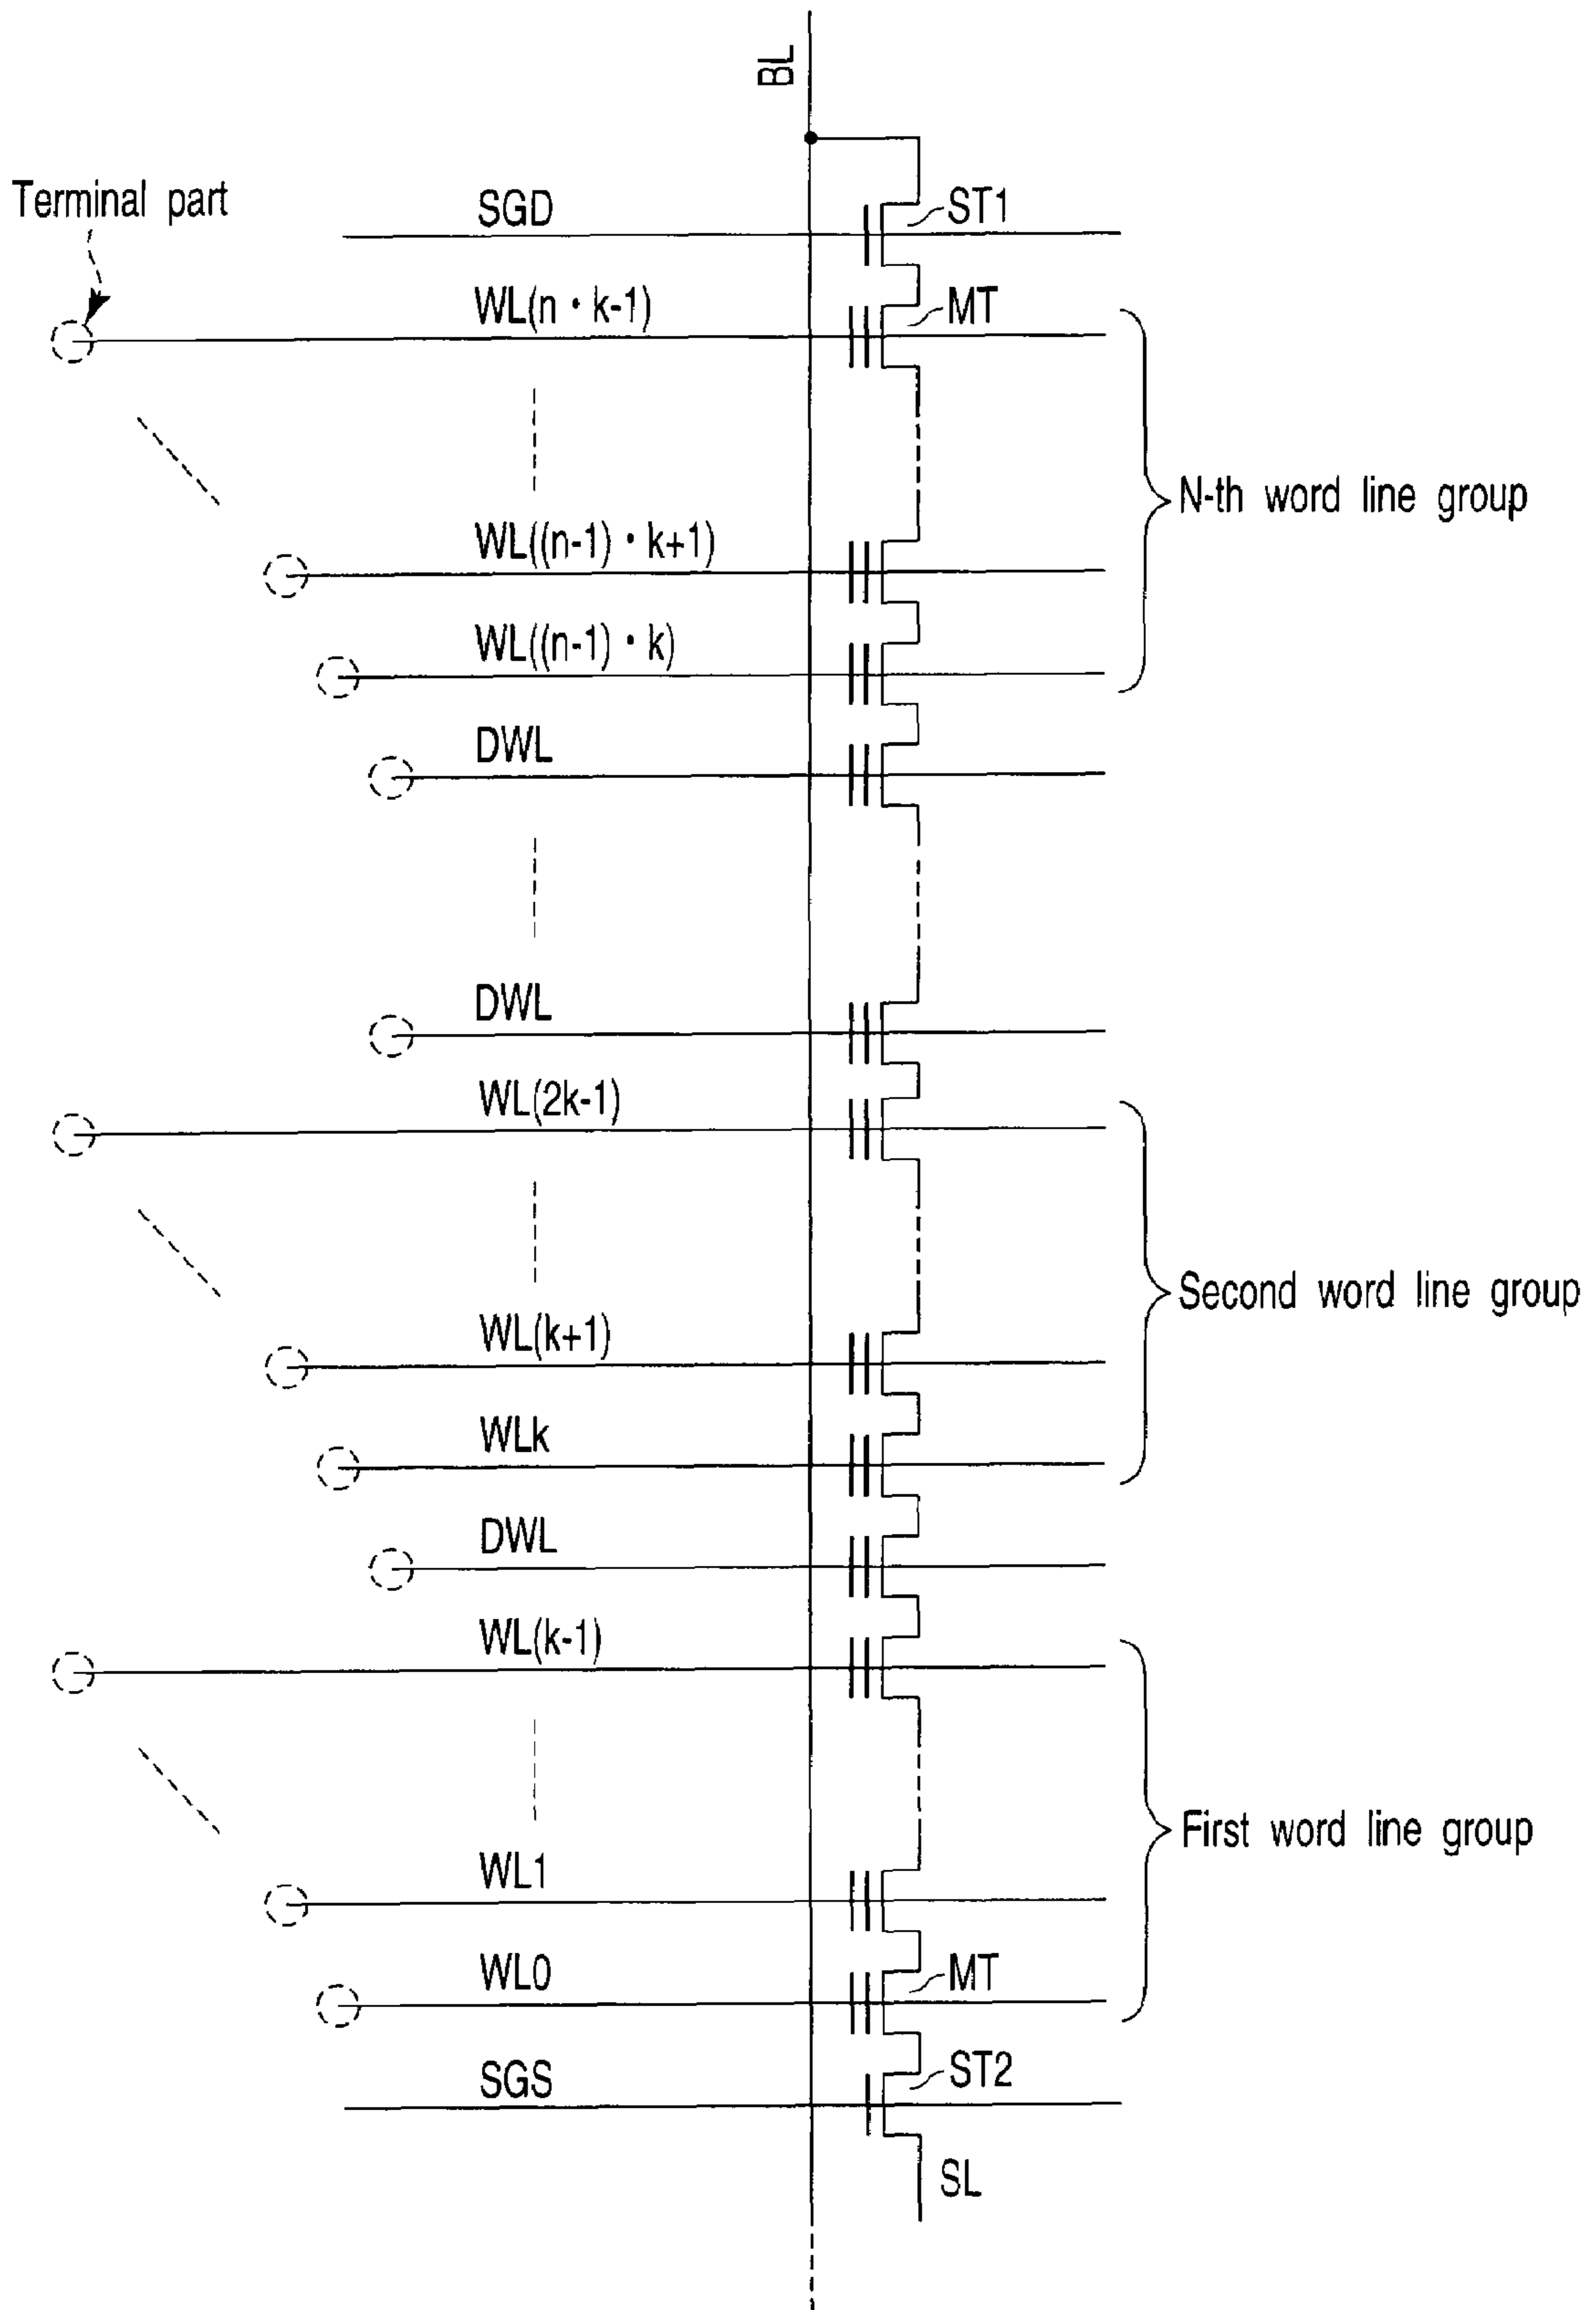 BL
Terminal part
SGD
ST1
WL(n・k-1)
MT
N-th word line group
WL((n-1)・k+1)
WL((n-1)・k)
DWL
DWL
WL(2k-1)
Second word line group
WL(k+1)
WLk
DWL
WL(k-1)
First word line group
WL1
WL0
MT
SGS
ST2
SL